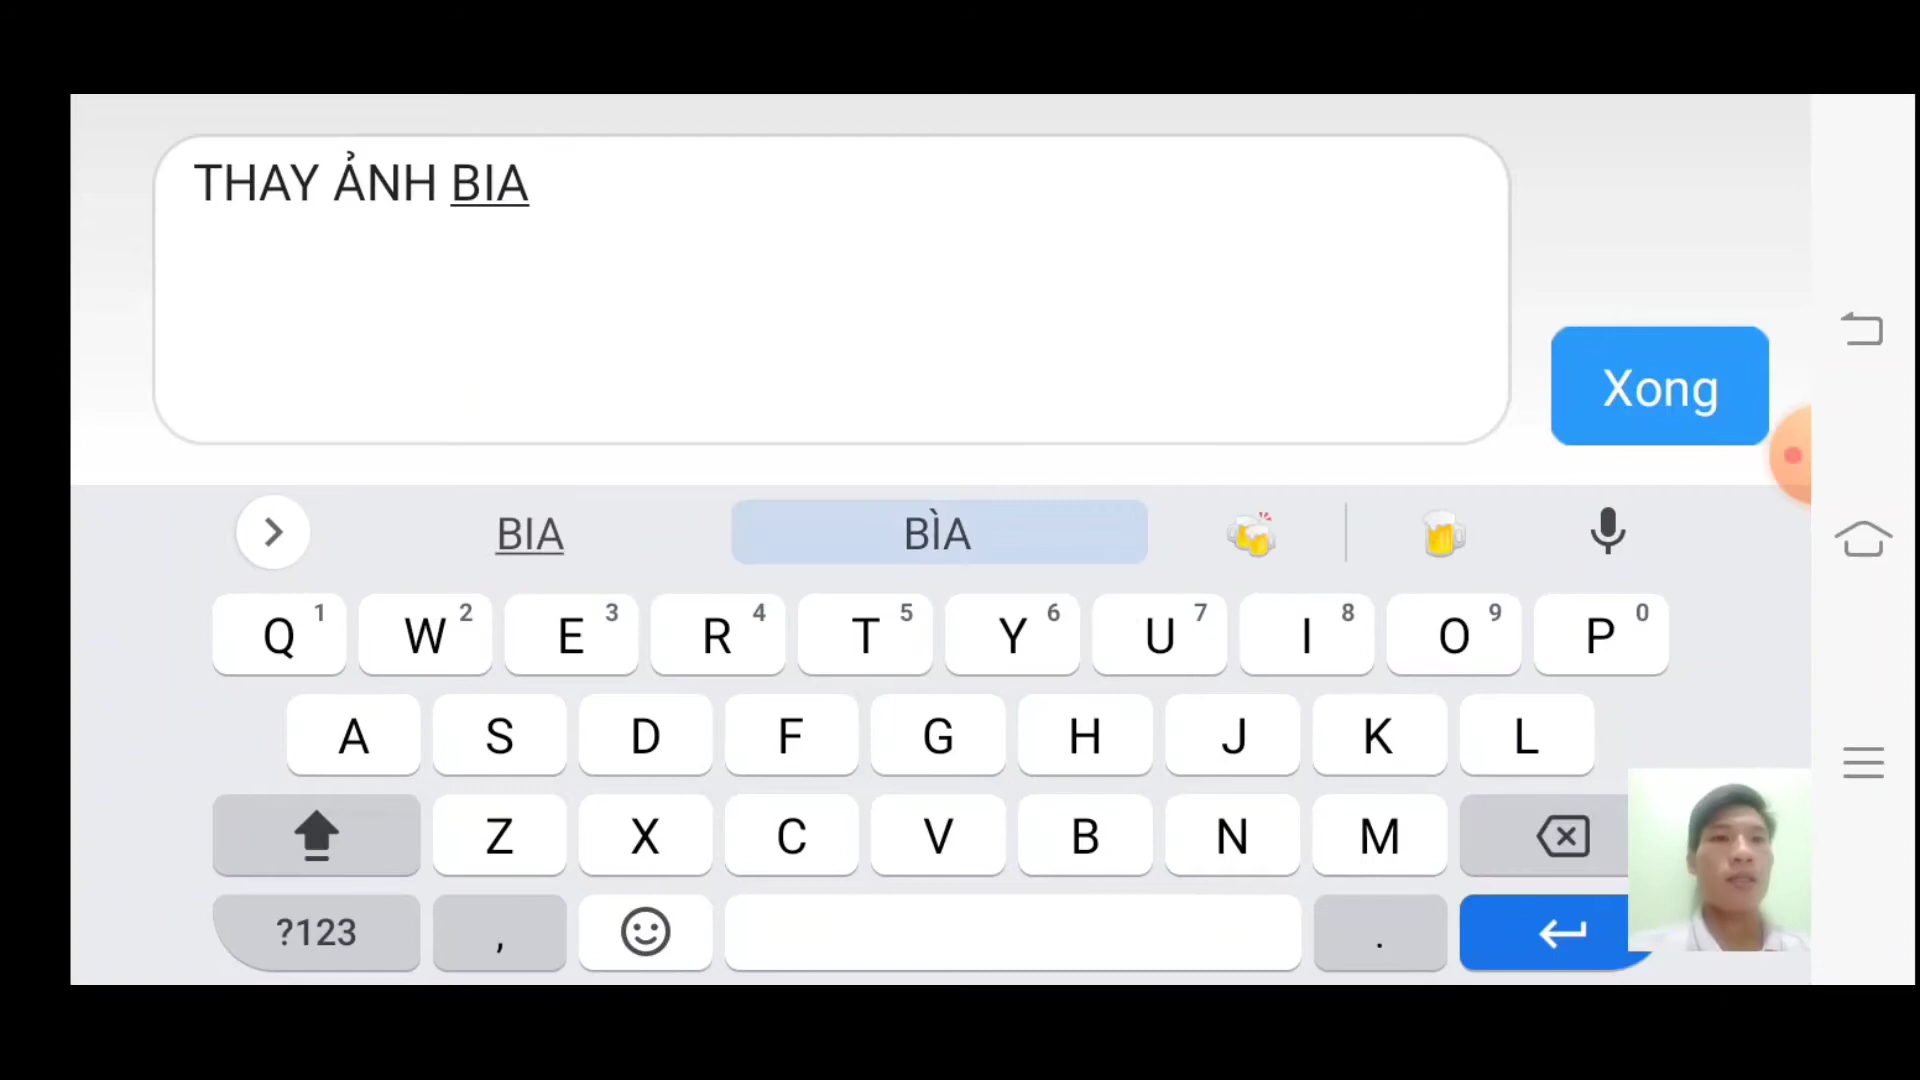 THAY ẢNH BIA
Xong
BIA BÌA
Q 1 W 2 E 3 R 4 T 5 Y 6 U 7 I 8 O 9 P 0
A S D F G H J K L
Z X C V B N M
?123 , .